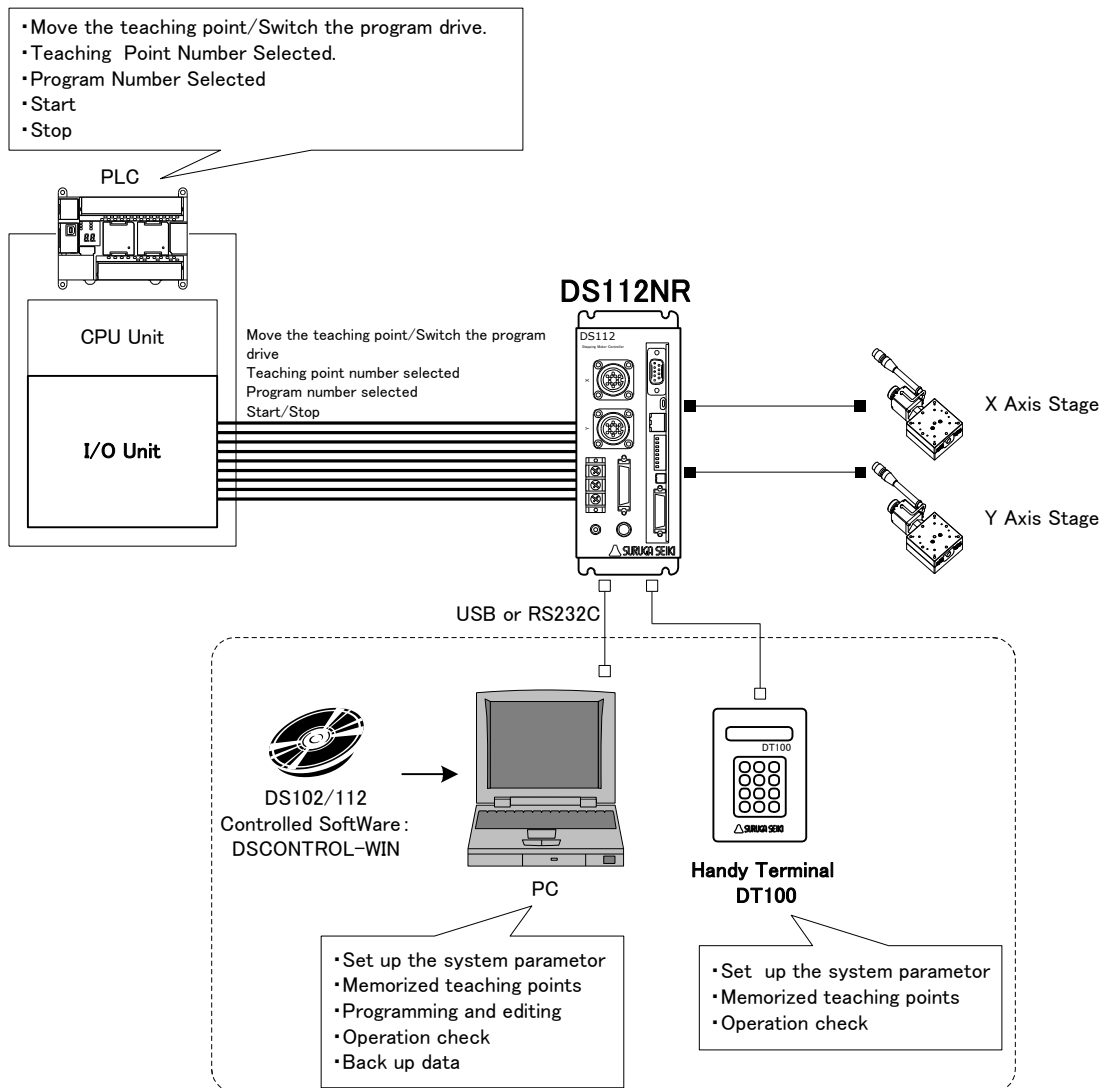 ・Move the teaching point/Switch the program drive.
・Teaching Point Number Selected.
・Program Number Selected
・Start
・Stop
PLC
CPU Unit
I/O Unit
Move the teaching point/Switch the program
drive
Teaching point number selected
Program number selected
Start/Stop
DS112NR
DS112
Stepping Motor Controller
X
Y
SURUGA SEIKI
X Axis Stage
Y Axis Stage
USB or RS232C
DS102/112
Controlled SoftWare:
DSCONTROL-WIN
PC
DT100
SURUGA SEIKI
Handy Terminal
DT100
・Set up the system parametor
・Memorized teaching points
・Programming and editing
・Operation check
・Back up data
・Set up the system parametor
・Memorized teaching points
・Operation check